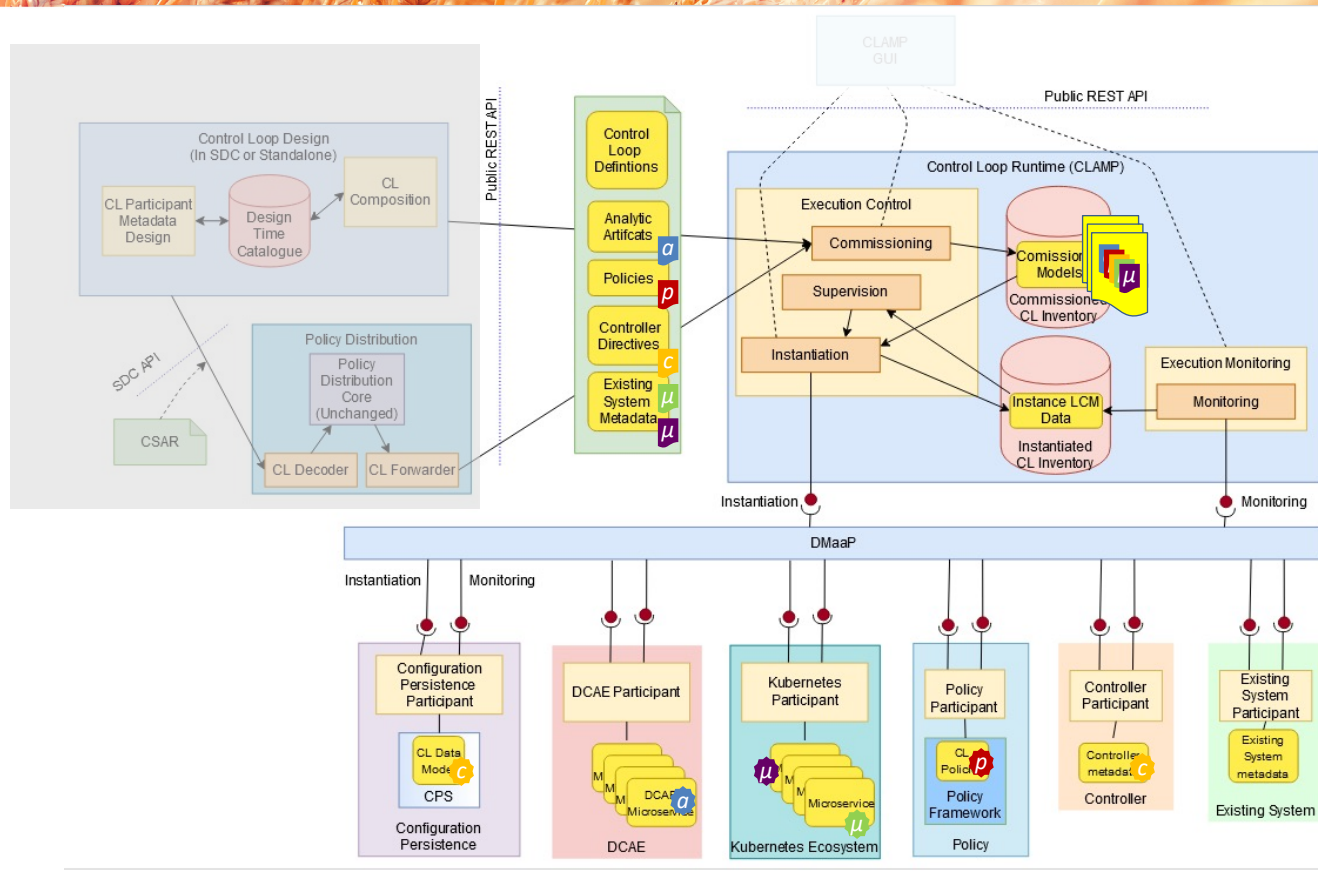 CLAMP
GUI
Public REST API
Public REST API
Control Loop Design
(In SDC or Standalone)
CL Participant
Metadata
Design
Design
Time
Catalogue
CL
Composition
SDC API
CSAR
Policy Distribution
Policy
Distribution
Core
(Unchanged)
CL Decoder
CL Forwarder
Control
Loop
Defintions
Analytic
Artifcats
a
Policies
p
Controller
Directives
c
Existing
System
Metadata
μ
μ
Control Loop Runtime (CLAMP)
Execution Control
Commissioning
Supervision
Instantiation
Comission
Models
μ
Commissioned
CL Inventory
Instance LCM
Data
Instantiated
CL Inventory
Execution Monitoring
Monitoring
Instantiation
Monitoring
DMaaP
Instantiation
Monitoring
Configuration
Persistence
Participant
CL Data
Model
c
CPS
Configuration
Persistence
DCAE Participant
M
M
M
DCAE
Microservice
a
DCAE
Kubernetes
Participant
μ
M
M
Microservice
μ
Kubernetes Ecosystem
Policy
Participant
CL
Policies
p
Policy
Framework
Policy
Controller
Participant
Controller
metadata
c
Controller
Existing
System
Participant
Existing
System
metadata
Existing System